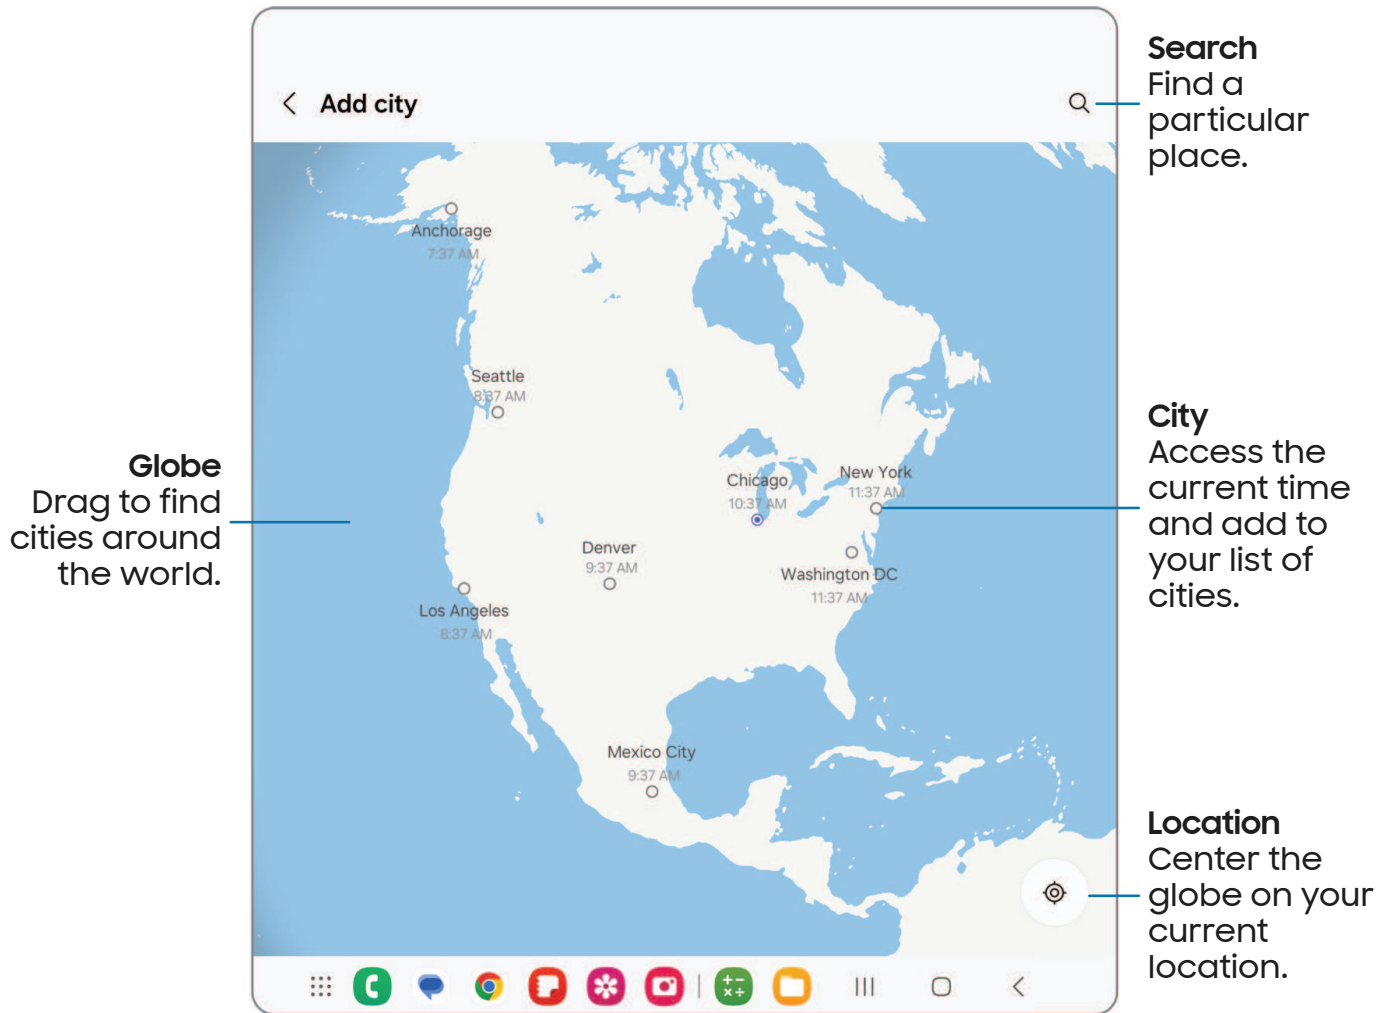 Add city
Search
Find a
particular
place.
Anchorage
7:37 AM
Seattle
8:37 AM
Globe
Drag to find
cities around
the world.
Chicago
10:37 AM
New York
11:37 AM
City
Access the
current time
and add to
your list of
cities.
Denver
9:37 AM
Washington DC
11:37 AM
Los Angeles
8:37 AM
Mexico City
9:37 AM
Location
Center the
globe on your
current
location.